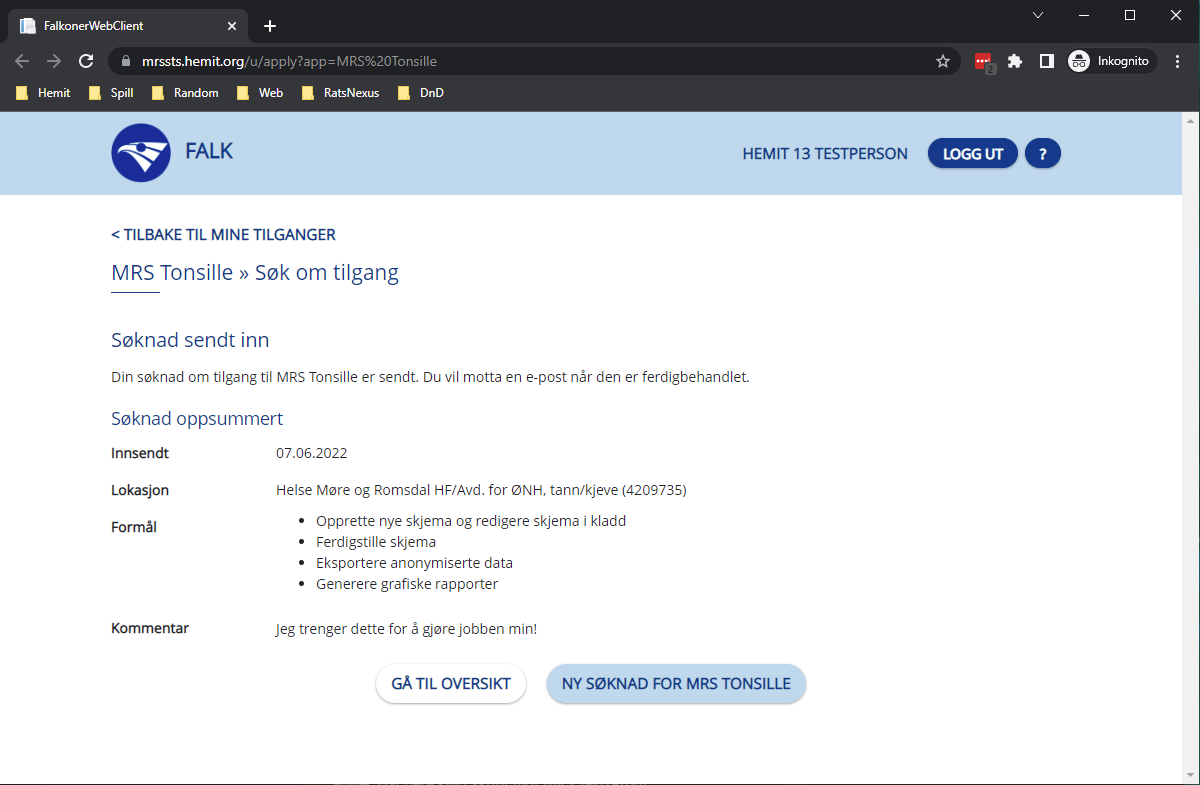 FalkonerWebClient
mrssts.hemit.org/u/apply?app=MRS%20Tonsille
2
Inkognito
Hemit
Spill
Random
Web
RatsNexus
DnD
FALK
HEMIT 13 TESTPERSON
LOGG UT
?
< TILBAKE TIL MINE TILGANGER
MRS Tonsille » Søk om tilgang
Søknad sendt inn
Din søknad om tilgang til MRS Tonsille er sendt. Du vil motta en e-post når den er ferdigbehandlet.
Søknad oppsummert
Innsendt 07.06.2022
Lokasjon Helse Møre og Romsdal HF/Avd. for ØNH, tann/kjeve (4209735)
Formål
• Opprette nye skjema og redigere skjema i kladd
• Ferdigstille skjema
• Eksportere anonymiserte data
• Generere grafiske rapporter
Kommentar Jeg trenger dette for å gjøre jobben min!
GÅ TIL OVERSIKT
NY SØKNAD FOR MRS TONSILLE